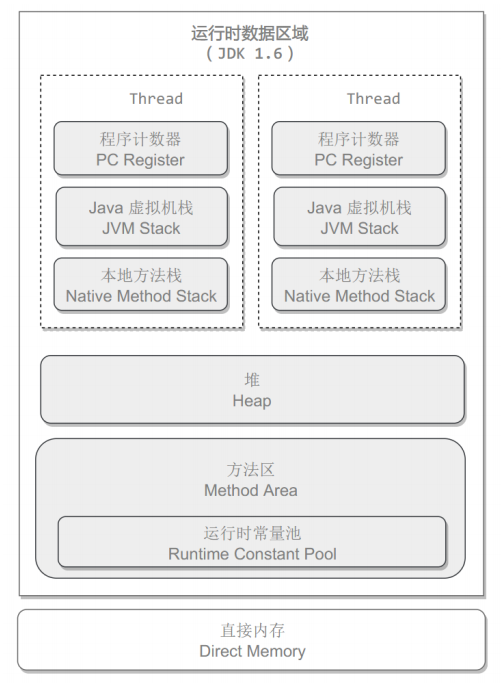 运行时数据区域
( JDK 1.6 )
Thread
程序计数器
PC Register
Java 虚拟机栈
JVM Stack
本地方法栈
Native Method Stack
Thread
程序计数器
PC Register
Java 虚拟机栈
JVM Stack
本地方法栈
Native Method Stack
堆
Heap
方法区
Method Area
运行时常量池
Runtime Constant Pool
直接内存
Direct Memory